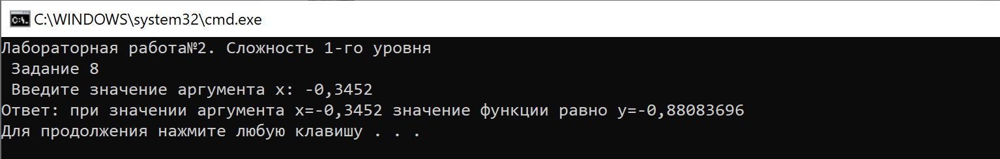 C:\WINDOWS\system32\cmd.exe
Лабораторная работа№2. Сложность 1-го уровня
Задание 8
Введите значение аргумента x: -0,3452
Ответ: при значении аргумента x=-0,3452 значение функции равно y=-0,88083696
Для продолжения нажмите любую клавишу . . .